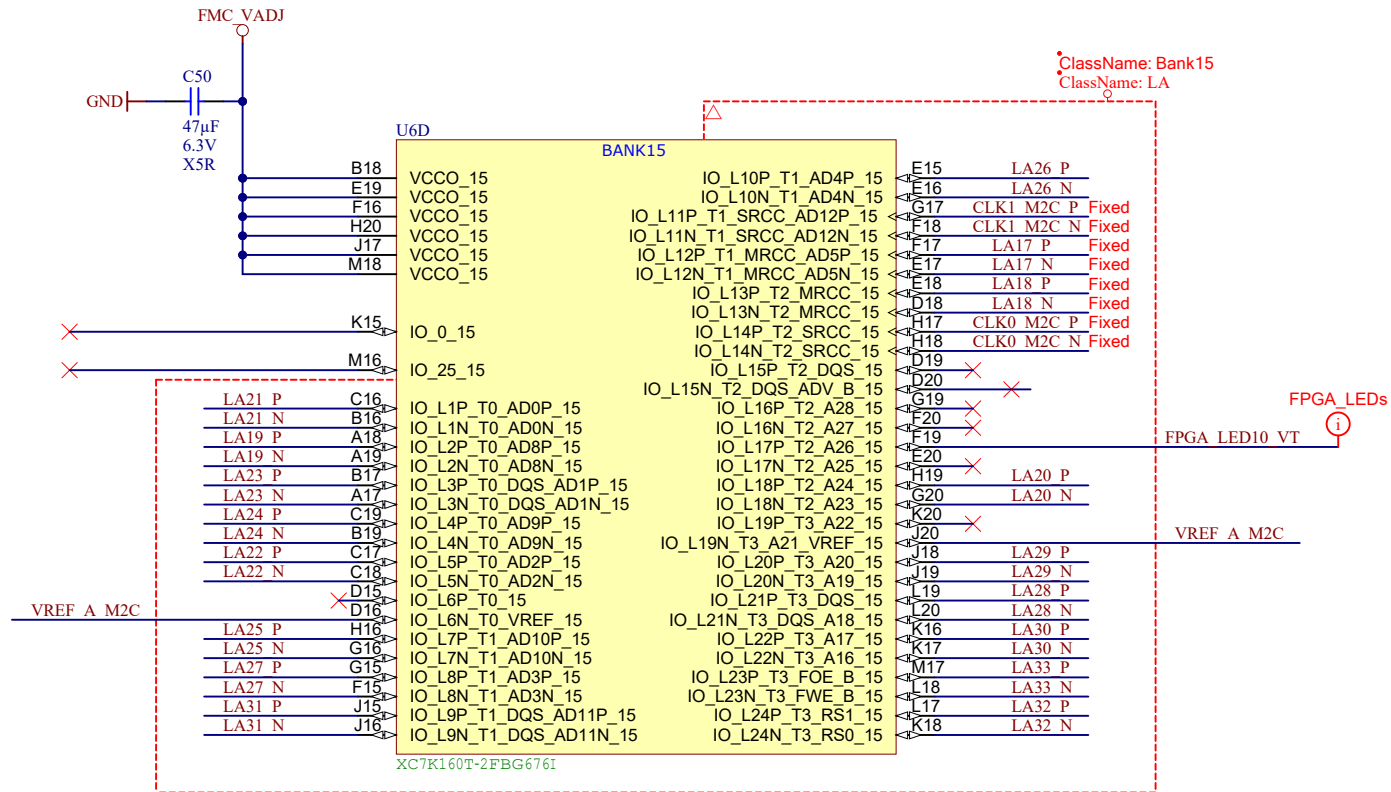 FMC_VADJ
ClassName: Bank15
ClassName: LA
C50
GND
47µF
6.3V
X5R
U6D
BANK15
B18 VCCO_15
E19 VCCO_15
F16 VCCO_15
H20 VCCO_15
J17 VCCO_15
M18 VCCO_15
K15 IO_0_15
M16 IO_25_15
LA21_P C16 IO_L1P_T0_AD0P_15
LA21_N B16 IO_L1N_T0_AD0N_15
LA19_P A18 IO_L2P_T0_AD8P_15
LA19_N A19 IO_L2N_T0_AD8N_15
LA23_P B17 IO_L3P_T0_DQS_AD1P_15
LA23_N A17 IO_L3N_T0_DQS_AD1N_15
LA24_P C19 IO_L4P_T0_AD9P_15
LA24_N B19 IO_L4N_T0_AD9N_15
LA22_P C17 IO_L5P_T0_AD2P_15
LA22_N C18 IO_L5N_T0_AD2N_15
D15 IO_L6P_T0_15
VREF_A_M2C D16 IO_L6N_T0_VREF_15
LA25_P H16 IO_L7P_T1_AD10P_15
LA25_N G16 IO_L7N_T1_AD10N_15
LA27_P G15 IO_L8P_T1_AD3P_15
LA27_N F15 IO_L8N_T1_AD3N_15
LA31_P J15 IO_L9P_T1_DQS_AD11P_15
LA31_N J16 IO_L9N_T1_DQS_AD11N_15
IO_L10P_T1_AD4P_15 E15 LA26_P
IO_L10N_T1_AD4N_15 E16 LA26_N
IO_L11P_T1_SRCC_AD12P_15 G17 CLK1_M2C_P Fixed
IO_L11N_T1_SRCC_AD12N_15 F18 CLK1_M2C_N Fixed
IO_L12P_T1_MRCC_AD5P_15 F17 LA17_P Fixed
IO_L12N_T1_MRCC_AD5N_15 E17 LA17_N Fixed
IO_L13P_T2_MRCC_15 E18 LA18_P Fixed
IO_L13N_T2_MRCC_15 D18 LA18_N Fixed
IO_L14P_T2_SRCC_15 H17 CLK0_M2C_P Fixed
IO_L14N_T2_SRCC_15 H18 CLK0_M2C_N Fixed
IO_L15P_T2_DQS_15 D19
IO_L15N_T2_DQS_ADV_B_15 D20
IO_L16P_T2_A28_15 G19
IO_L16N_T2_A27_15 F20
IO_L17P_T2_A26_15 F19 FPGA_LED10_VT
FPGA_LEDs
i
IO_L17N_T2_A25_15 E20
IO_L18P_T2_A24_15 H19 LA20_P
IO_L18N_T2_A23_15 G20 LA20_N
IO_L19P_T3_A22_15 K20
IO_L19N_T3_A21_VREF_15 J20 VREF_A_M2C
IO_L20P_T3_A20_15 J18 LA29_P
IO_L20N_T3_A19_15 J19 LA29_N
IO_L21P_T3_DQS_15 L19 LA28_P
IO_L21N_T3_DQS_A18_15 L20 LA28_N
IO_L22P_T3_A17_15 K16 LA30_P
IO_L22N_T3_A16_15 K17 LA30_N
IO_L23P_T3_FOE_B_15 M17 LA33_P
IO_L23N_T3_FWE_B_15 L18 LA33_N
IO_L24P_T3_RS1_15 L17 LA32_P
IO_L24N_T3_RS0_15 K18 LA32_N
XC7K160T-2FBG676I